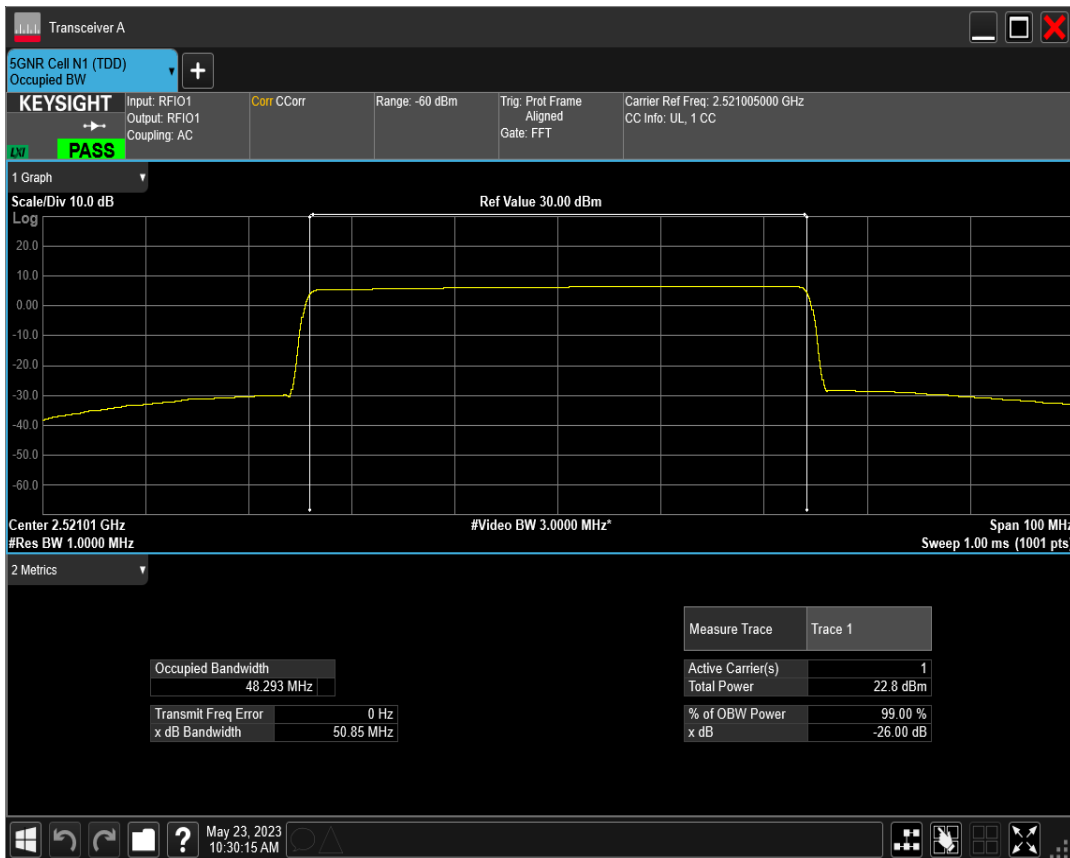 Transceiver A
5GNR Cell N1 (TDD)
Occupied BW
+
KEYSIGHT
LXI
PASS
Input: RFIO1
Output: RFIO1
Coupling: AC
Corr CCorr
Range: -60 dBm
Trig: Prot Frame
Aligned
Gate: FFT
Carrier Ref Freq: 2.521005000 GHz
CC Info: UL, 1 CC
1 Graph
Scale/Div 10.0 dB
Ref Value 30.00 dBm
Log
20.0
10.0
0.00
-10.0
-20.0
-30.0
-40.0
-50.0
-60.0
Center 2.52101 GHz
#Video BW 3.0000 MHz*
Span 100 MHz
#Res BW 1.0000 MHz
Sweep 1.00 ms (1001 pts)
2 Metrics
Measure Trace Trace 1
Occupied Bandwidth
48.293 MHz
Active Carrier(s) 1
Total Power 22.8 dBm
Transmit Freq Error 0 Hz
x dB Bandwidth 50.85 MHz
% of OBW Power 99.00 %
x dB -26.00 dB
?
May 23, 2023
10:30:15 AM